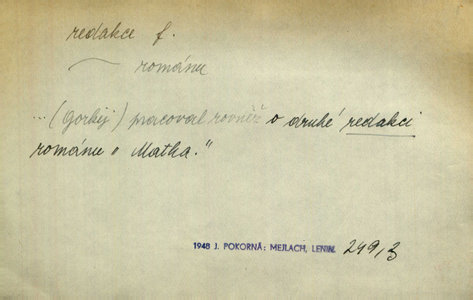 redakce f.
— románu
... (Gorkij) pracoval rovněž o druhé redakci
románu „Matka.“
1948 J. POKORNÁ: MEJLACH, LENIN. 249/3